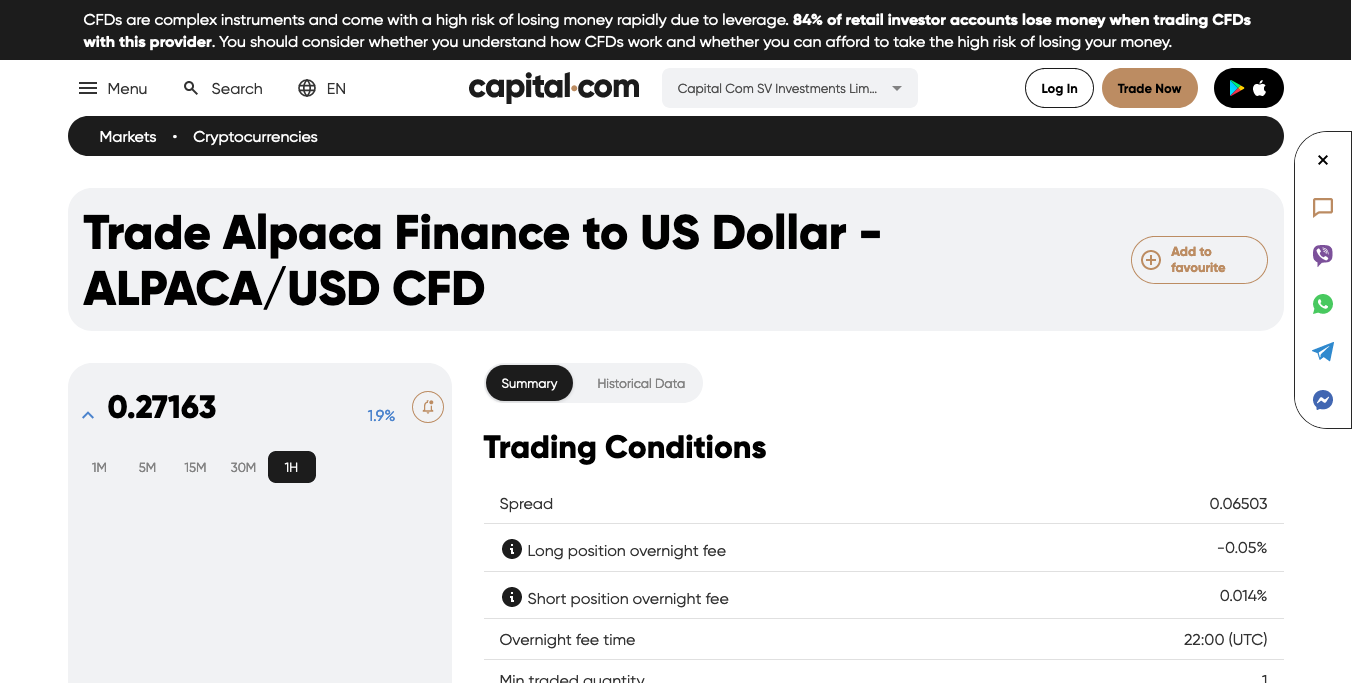 CFDs are complex instruments and come with a high risk of losing money rapidly due to leverage. 84% of retail investor accounts lose money when trading CFDs
with this provider. You should consider whether you understand how CFDs work and whether you can afford to take the high risk of losing your money.
Menu Search EN capital.com Capital Com SV Investments Lim... Log In Trade Now
Markets • Cryptocurrencies
Trade Alpaca Finance to US Dollar -
ALPACA/USD CFD
Add to
favourite
0.27163 1.9%
1M 5M 15M 30M 1H
Summary Historical Data
Trading Conditions
Spread 0.06503
Long position overnight fee -0.05%
Short position overnight fee 0.014%
Overnight fee time 22:00 (UTC)
Min traded quantity 1